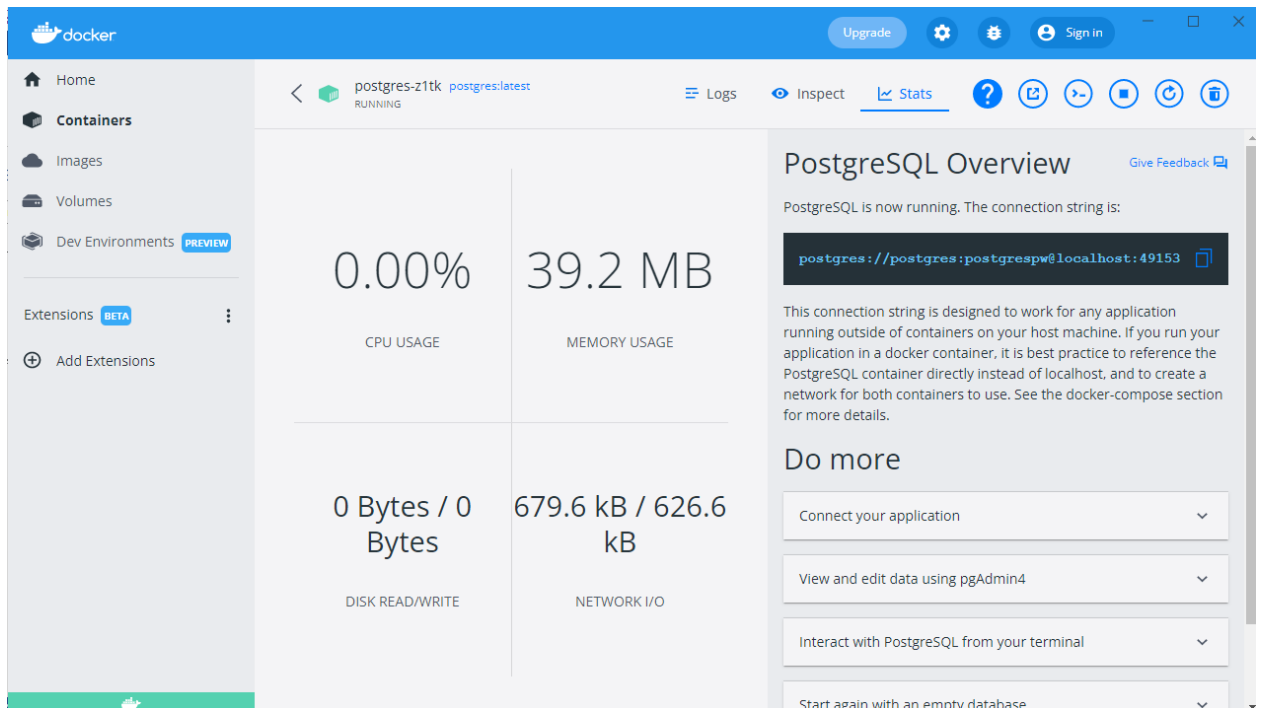 docker
Upgrade
Sign in
Home
Containers
Images
Volumes
Dev Environments PREVIEW
Extensions BETA
Add Extensions
postgres-z1tk postgres:latest
RUNNING
Logs
Inspect
Stats
?
0.00%
CPU USAGE
39.2 MB
MEMORY USAGE
0 Bytes / 0
Bytes
DISK READ/WRITE
679.6 kB / 626.6
kB
NETWORK I/O
PostgreSQL Overview
Give Feedback
PostgreSQL is now running. The connection string is:
postgres://postgres:postgrespw@localhost:49153
This connection string is designed to work for any application
running outside of containers on your host machine. If you run your
application in a docker container, it is best practice to reference the
PostgreSQL container directly instead of localhost, and to create a
network for both containers to use. See the docker-compose section
for more details.
Do more
Connect your application
View and edit data using pgAdmin4
Interact with PostgreSQL from your terminal
Start again with an empty database